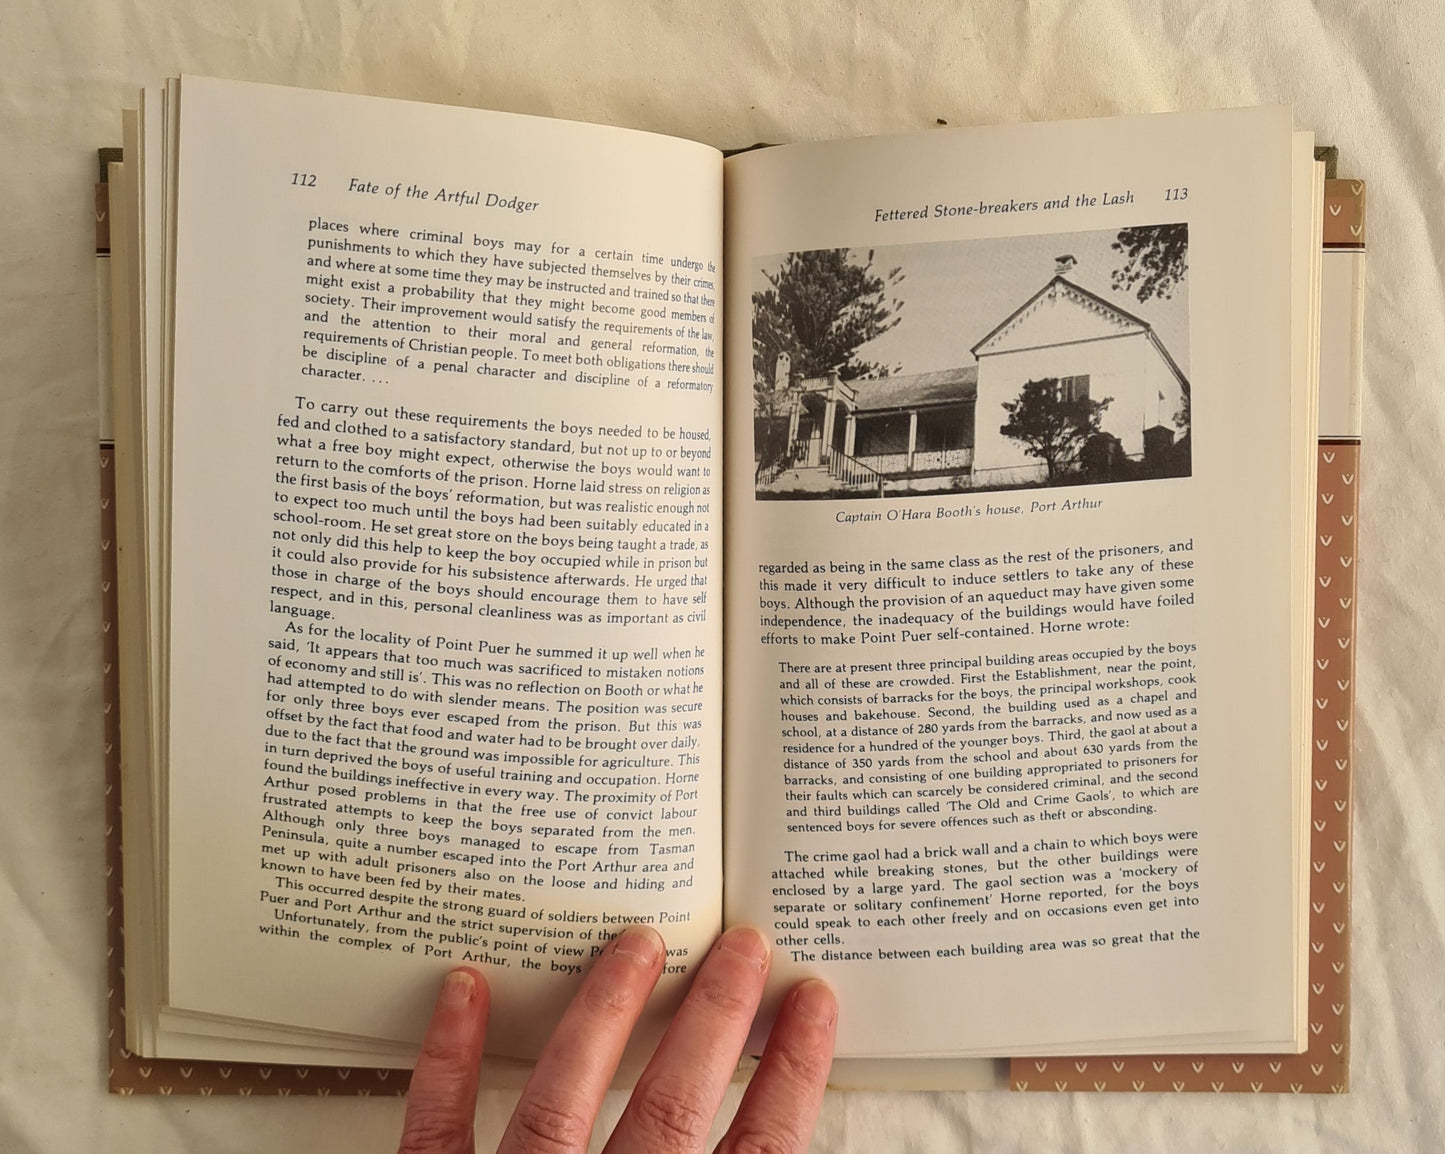 112 Fate of the Artful Dodger
places where criminal boys may for a certain time undergo the
punishments to which they have subjected themselves by their crimes,
and where at some time they may be instructed and trained so that there
might exist a probability that they might become good members of
society. Their improvement would satisfy the requirements of the law,
and the attention to their moral and general reformation, the
requirements of Christian people. To meet both obligations there should
be discipline of a penal character and discipline of a reformatory
character. ...
To carry out these requirements the boys needed to be housed,
fed and clothed to a satisfactory standard, but not up to or beyond
what a free boy might expect, otherwise the boys would want to
return to the comforts of the prison. Horne laid stress on religion as
the first basis of the boys' reformation, but was realistic enough not
to expect too much until the boys had been suitably educated in a
school-room. He set great store on the boys being taught a trade, as
not only did this help to keep the boy occupied while in prison but
it could also provide for his subsistence afterwards. He urged that
those in charge of the boys should encourage them to have self
respect, and in this, personal cleanliness was as important as civil
language.
As for the locality of Point Puer he summed it up well when he
said, 'It appears that too much was sacrificed to mistaken notions
of economy and still is'. This was no reflection on Booth or what he
had attempted to do with slender means. The position was secure
for only three boys ever escaped from the prison. But this was
offset by the fact that food and water had to be brought over daily,
due to the fact that the ground was impossible for agriculture. This
in turn deprived the boys of useful training and occupation. Horne
found the buildings ineffective in every way. The proximity of Port
Arthur posed problems in that the free use of convict labour
frustrated attempts to keep the boys separated from the men.
Although only three boys managed to escape from Tasman
Peninsula, quite a number escaped into the Port Arthur area and
met up with adult prisoners also on the loose and hiding and
known to have been fed by their mates.
This occurred despite the strong guard of soldiers between Point
Puer and Port Arthur and the strict supervision of the
Unfortunately, from the public's point of view was
within the complex of Port Arthur, the boys
Fettered Stone-breakers and the Lash 113
Captain O'Hara Booth's house, Port Arthur
regarded as being in the same class as the rest of the prisoners, and
this made it very difficult to induce settlers to take any of these
boys. Although the provision of an aqueduct may have given some
independence, the inadequacy of the buildings would have foiled
efforts to make Point Puer self-contained. Horne wrote:
There are at present three principal building areas occupied by the boys
and all of these are crowded. First the Establishment, near the point,
which consists of barracks for the boys, the principal workshops, cook
houses and bakehouse. Second, the building used as a chapel and
school, at a distance of 280 yards from the barracks, and now used as a
residence for a hundred of the younger boys. Third, the gaol at about a
distance of 350 yards from the school and about 630 yards from the
barracks, and consisting of one building appropriated to prisoners for
their faults which can scarcely be considered criminal, and the second
and third buildings called 'The Old and Crime Gaols', to which are
sentenced boys for severe offences such as theft or absconding.
The crime gaol had a brick wall and a chain to which boys were
attached while breaking stones, but the other buildings were
enclosed by a large yard. The gaol section was a 'mockery of
separate or solitary confinement' Horne reported, for the boys
could speak to each other freely and on occasions even get into
other cells.
The distance between each building area was so great that the